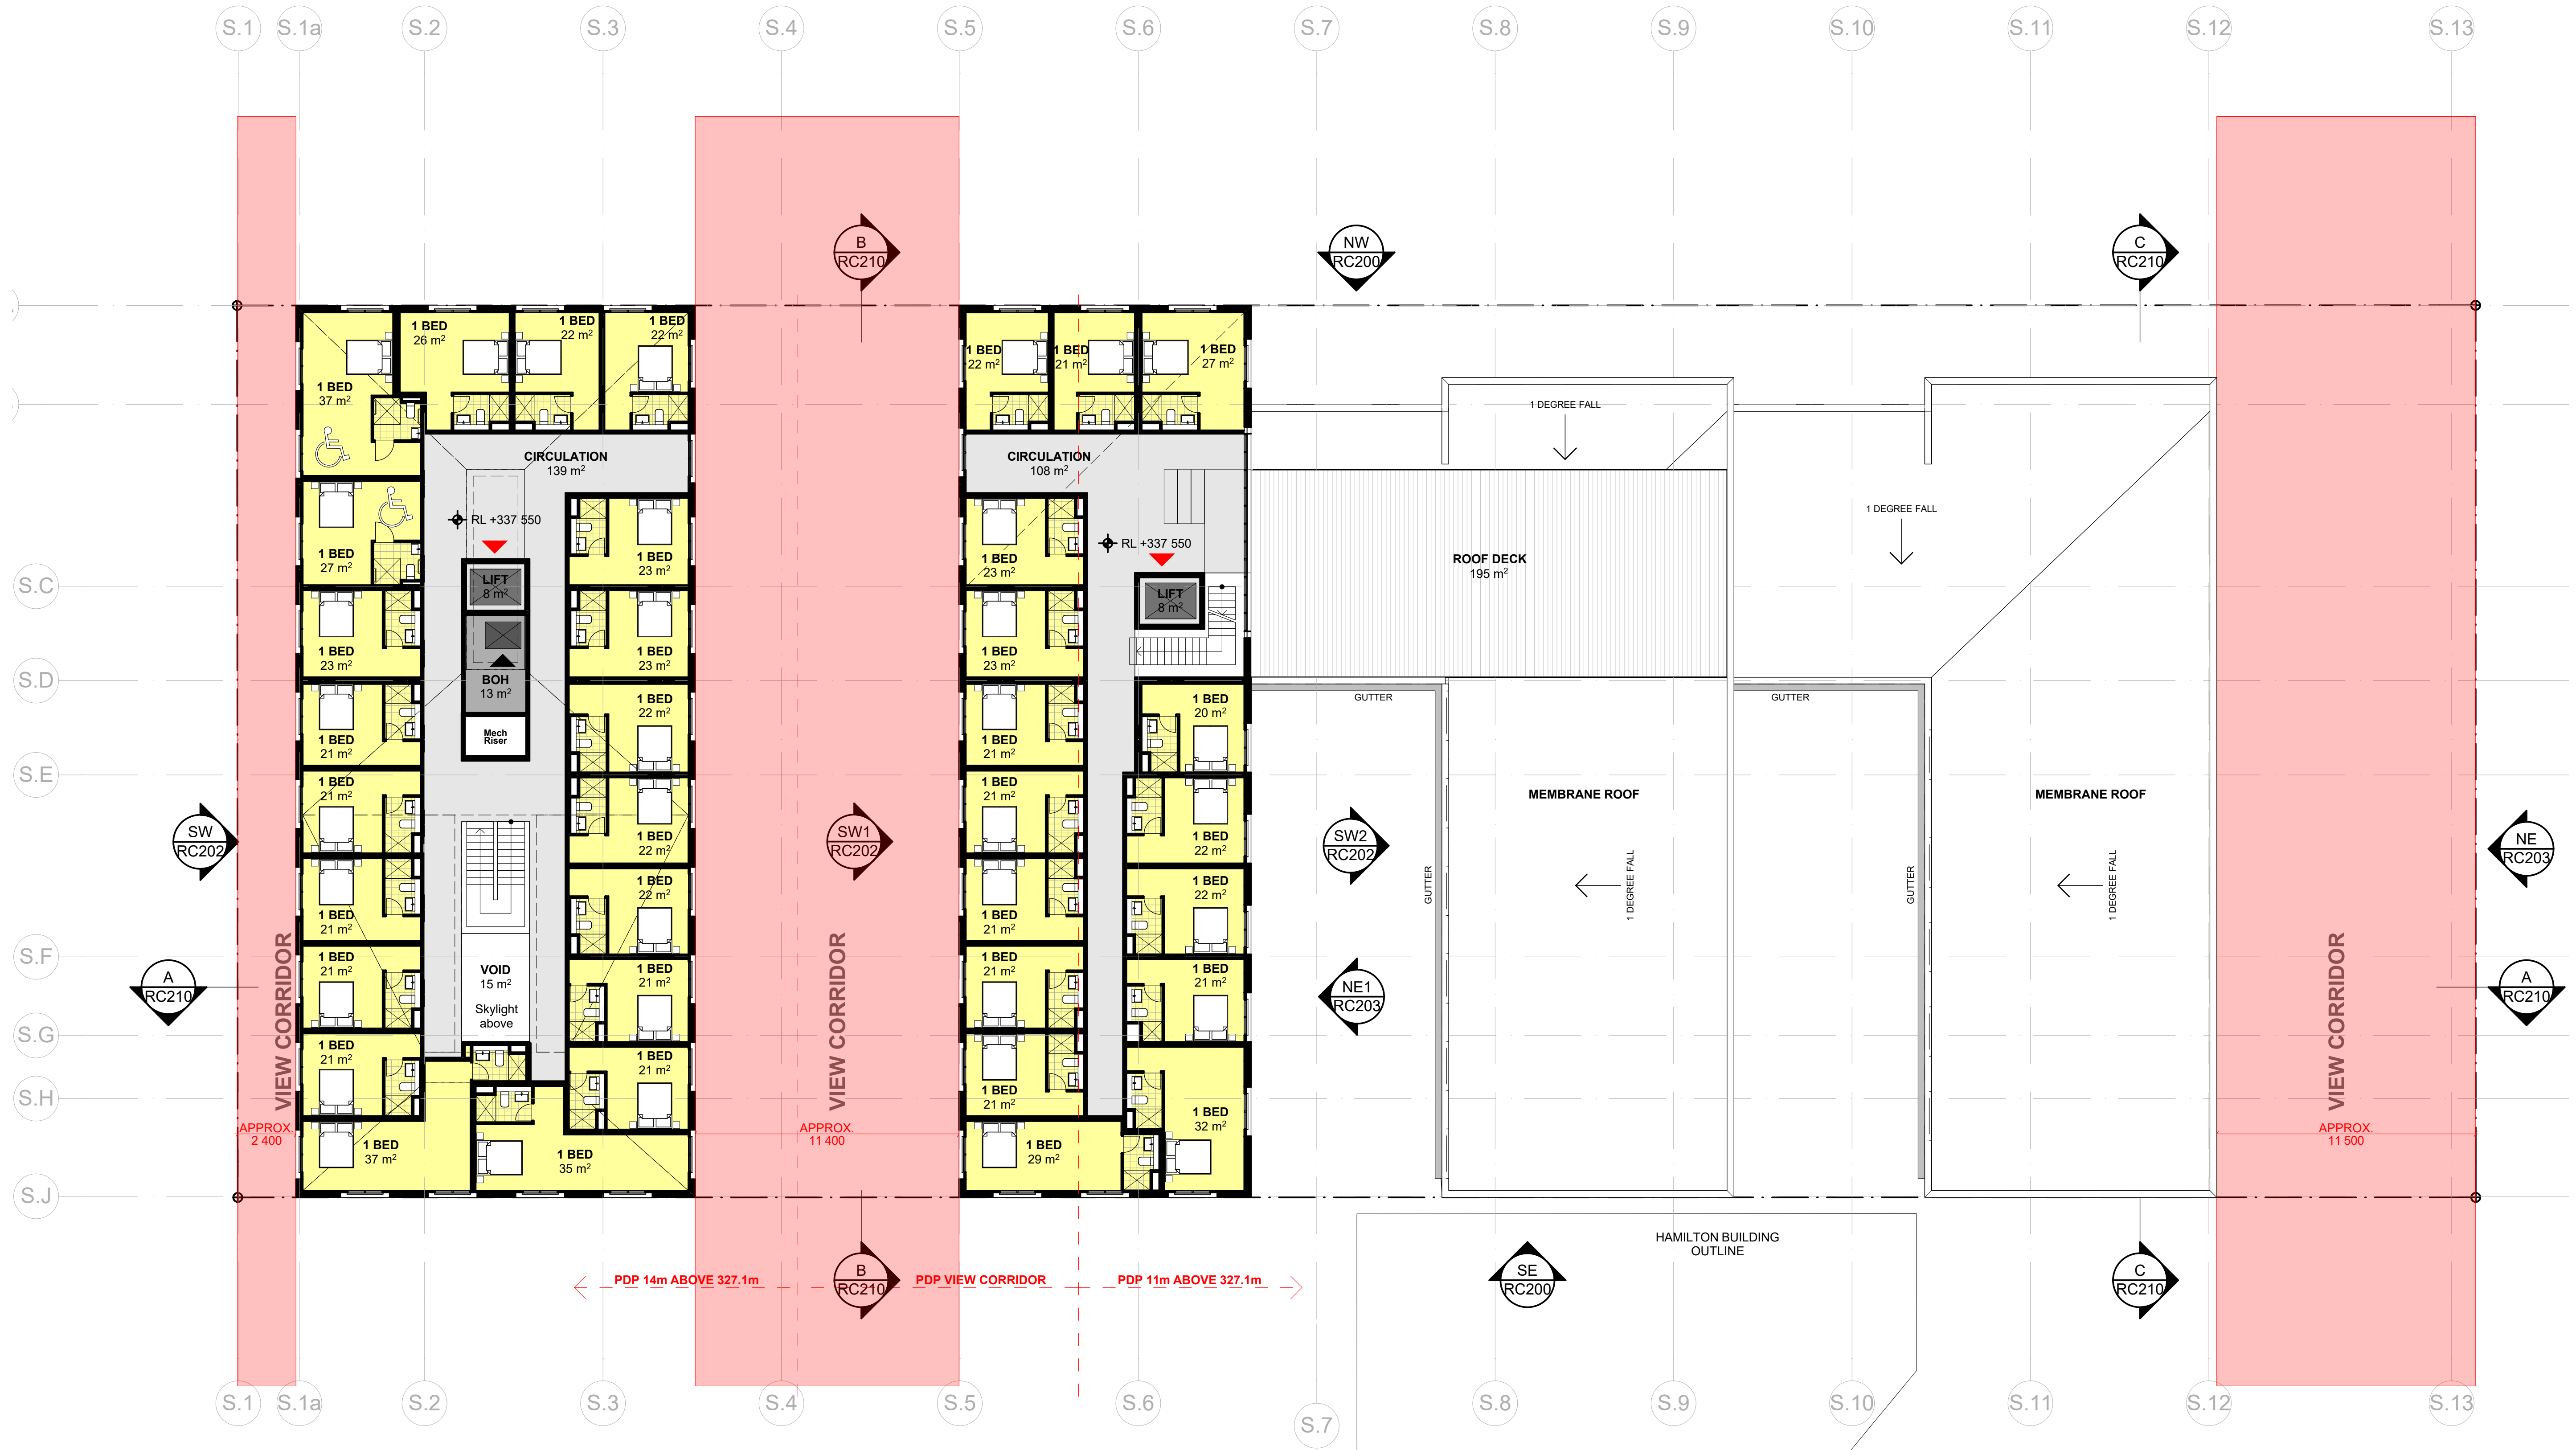 S.1 S.1a S.2 S.3 S.4 S.5 S.6 S.7 S.8 S.9 S.10 S.11 S.12 S.13
B
RC210
NW
RC200
C
RC210
1 BED
37 m²
1 BED
26 m²
1 BED
22 m²
1 BED
22 m²
1 BED
22 m²
1 BED
21 m²
1 BED
27 m²
1 DEGREE FALL
CIRCULATION
139 m²
CIRCULATION
108 m²
RL +337 550
RL +337 550
1 DEGREE FALL
ROOF DECK
195 m²
S.C
S.D
S.E
S.F
S.G
S.H
S.J
1 BED
27 m²
1 BED
23 m²
1 BED
21 m²
1 BED
21 m²
1 BED
21 m²
1 BED
21 m²
1 BED
21 m²
1 BED
37 m²
LIFT
8 m²
BOH
13 m²
Mech
Riser
VOID
15 m²
Skylight
above
1 BED
23 m²
1 BED
23 m²
1 BED
22 m²
1 BED
22 m²
1 BED
22 m²
1 BED
21 m²
1 BED
21 m²
1 BED
35 m²
1 BED
23 m²
1 BED
23 m²
1 BED
21 m²
1 BED
21 m²
1 BED
21 m²
1 BED
21 m²
1 BED
21 m²
1 BED
29 m²
LIFT
8 m²
1 BED
20 m²
1 BED
22 m²
1 BED
22 m²
1 BED
21 m²
1 BED
32 m²
GUTTER
GUTTER
GUTTER
GUTTER
MEMBRANE ROOF
MEMBRANE ROOF
1 DEGREE FALL
1 DEGREE FALL
SW
RC202
SW1
RC202
SW2
RC202
NE
RC203
A
RC210
NE1
RC203
A
RC210
VIEW CORRIDOR
VIEW CORRIDOR
VIEW CORRIDOR
APPROX.
2 400
APPROX.
11 400
APPROX.
11 500
HAMILTON BUILDING
OUTLINE
PDP 14m ABOVE 327.1m
PDP VIEW CORRIDOR
PDP 11m ABOVE 327.1m
B
RC210
SE
RC200
C
RC210
S.1 S.1a S.2 S.3 S.4 S.5 S.6 S.7 S.8 S.9 S.10 S.11 S.12 S.13